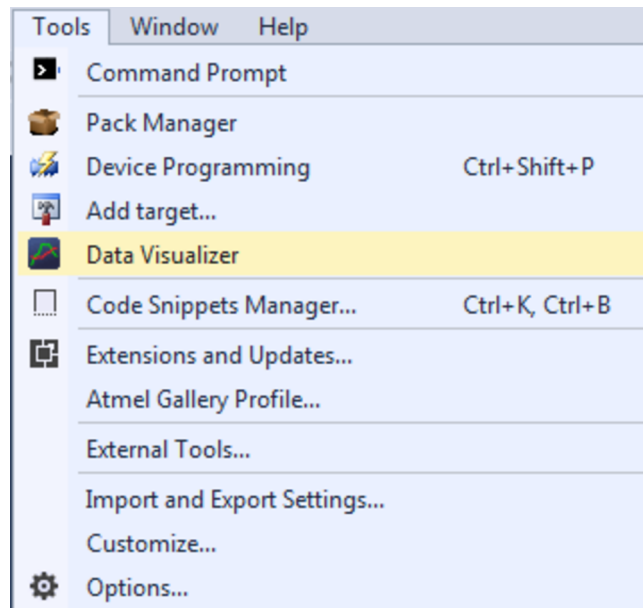 Tools Window Help
Command Prompt
Pack Manager
Device Programming Ctrl+Shift+P
Add target...
Data Visualizer
Code Snippets Manager... Ctrl+K, Ctrl+B
Extensions and Updates...
Atmel Gallery Profile...
External Tools...
Import and Export Settings...
Customize...
Options...